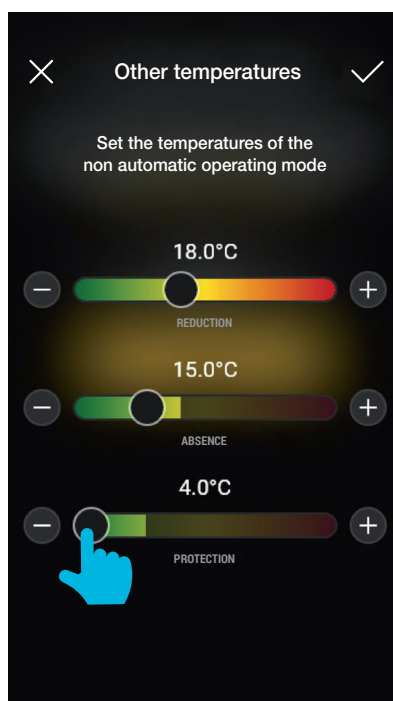 Other temperatures
Set the temperatures of the
non automatic operating mode
18.0°C
REDUCTION
15.0°C
ABSENCE
4.0°C
PROTECTION